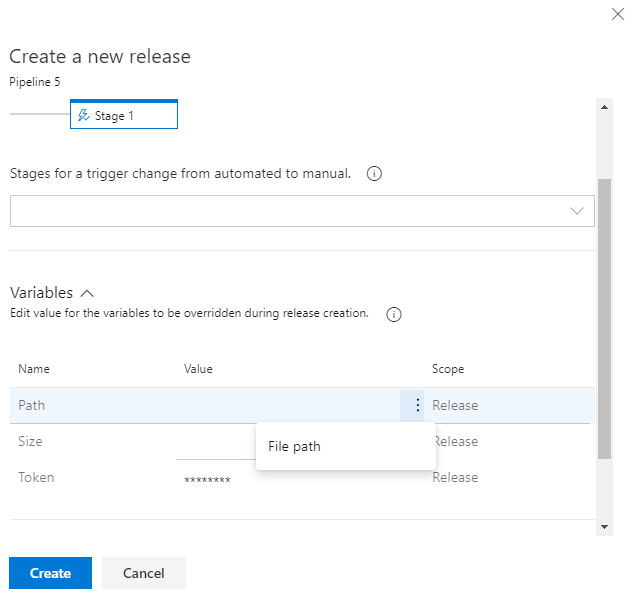 Create a new release
Pipeline 5
Stage 1
Stages for a trigger change from automated to manual.
Variables
Edit value for the variables to be overridden during release creation.
Name Value Scope
Path Release
Size Release
File path
Token ******** Release
Create Cancel